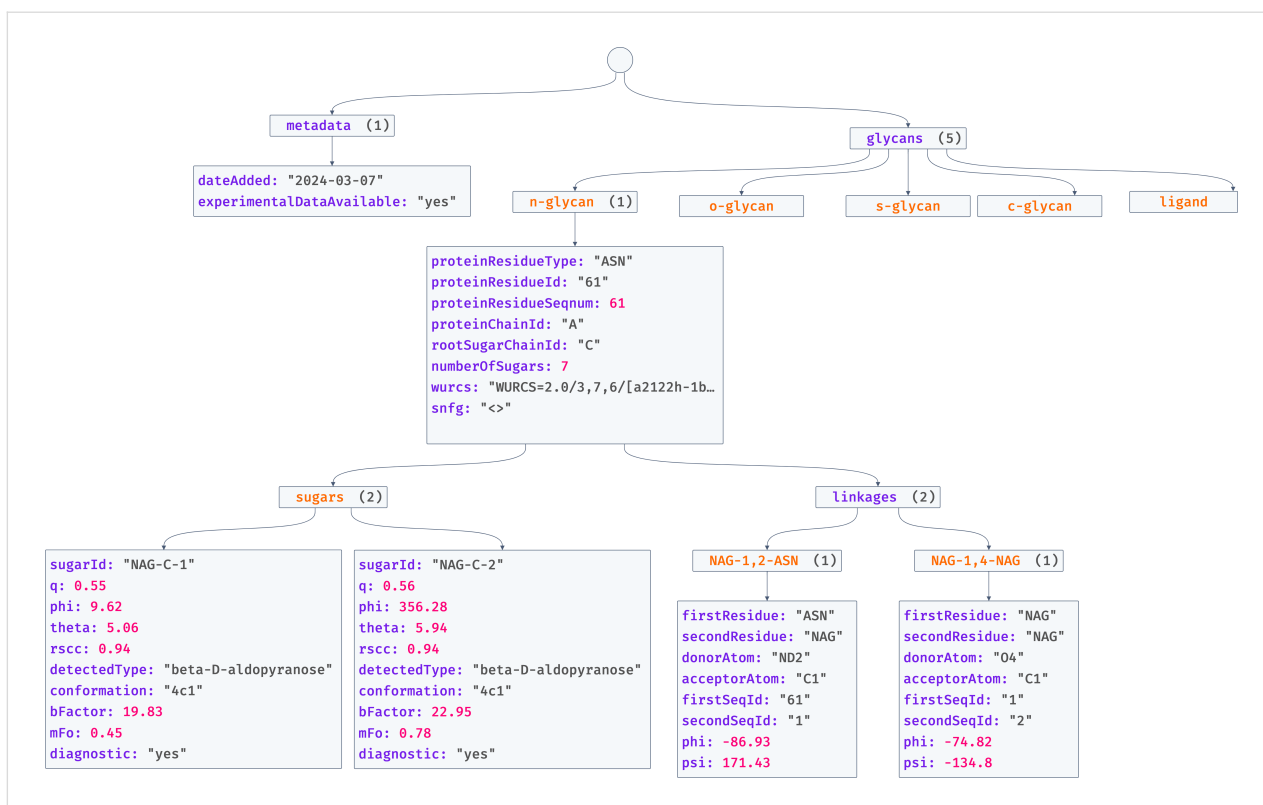 metadata (1)
glycans (5)
dateAdded: "2024-03-07"
experimentalDataAvailable: "yes"
n-glycan (1)
o-glycan
s-glycan
c-glycan
ligand
proteinResidueType: "ASN"
proteinResidueId: "61"
proteinResidueSeqnum: 61
proteinChainId: "A"
rootSugarChainId: "C"
numberOfSugars: 7
wurcs: "WURCS=2.0/3,7,6/[a2122h-1b…
snfg: "<>"
sugars (2)
linkages (2)
sugarId: "NAG-C-1"
q: 0.55
phi: 9.62
theta: 5.06
rscc: 0.94
detectedType: "beta-D-aldopyranose"
conformation: "4c1"
bFactor: 19.83
mFo: 0.45
diagnostic: "yes"
sugarId: "NAG-C-2"
q: 0.56
phi: 356.28
theta: 5.94
rscc: 0.94
detectedType: "beta-D-aldopyranose"
conformation: "4c1"
bFactor: 22.95
mFo: 0.78
diagnostic: "yes"
NAG-1,2-ASN (1)
firstResidue: "ASN"
secondResidue: "NAG"
donorAtom: "ND2"
acceptorAtom: "C1"
firstSeqId: "61"
secondSeqId: "1"
phi: -86.93
psi: 171.43
NAG-1,4-NAG (1)
firstResidue: "NAG"
secondResidue: "NAG"
donorAtom: "O4"
acceptorAtom: "C1"
firstSeqId: "1"
secondSeqId: "2"
phi: -74.82
psi: -134.8